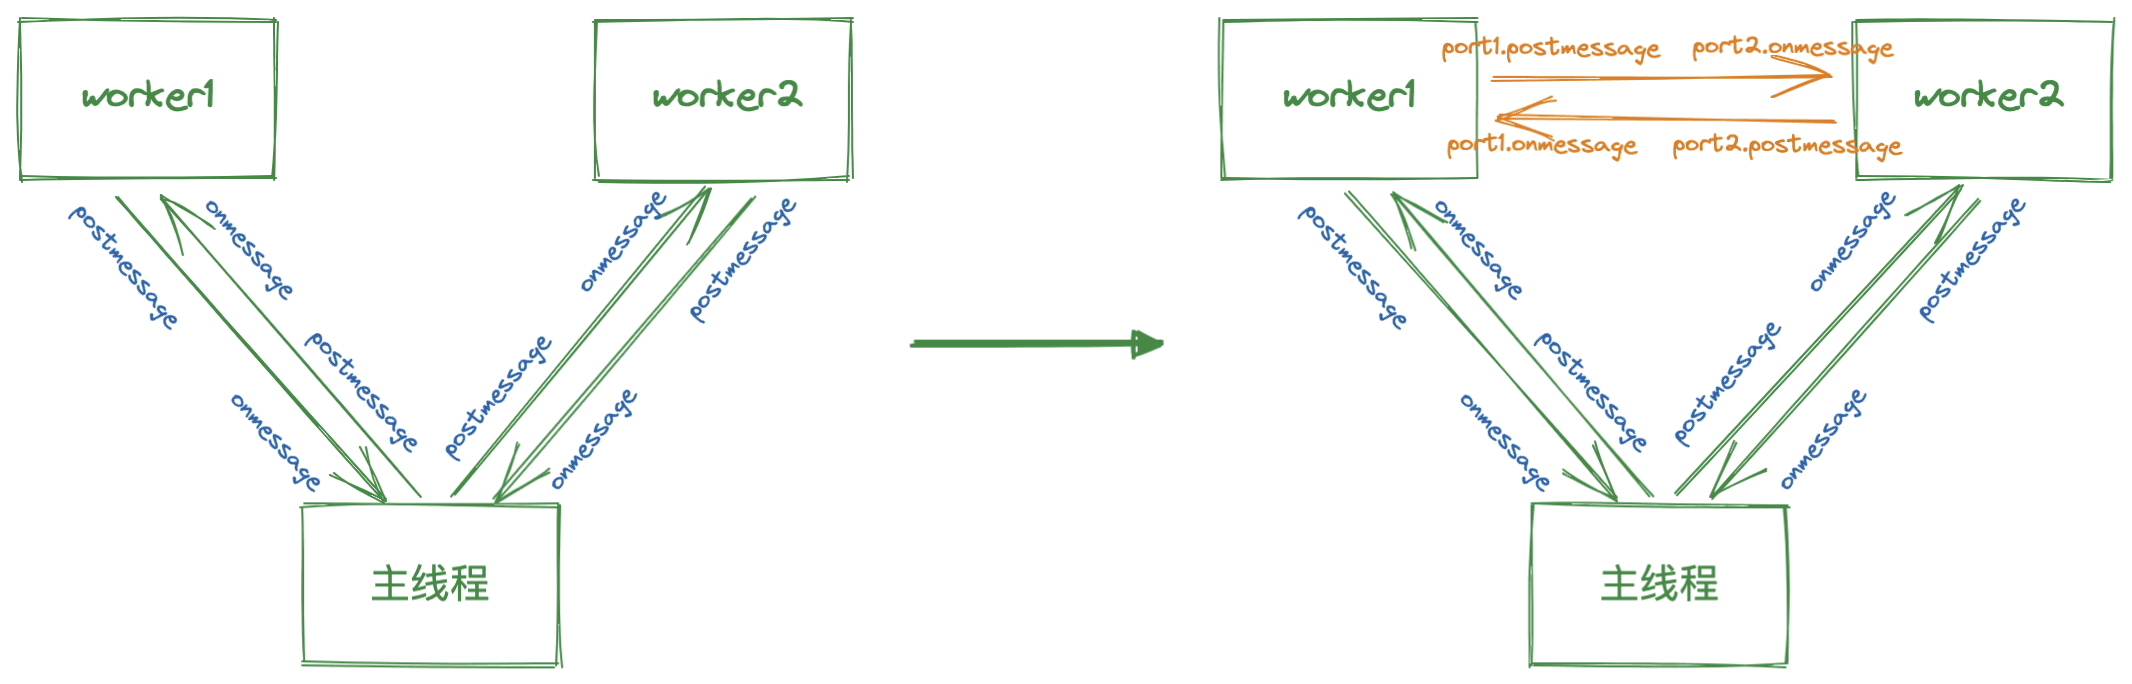 worker1
worker2
postmessage
onmessage
onmessage
postmessage
postmessage
onmessage
postmessage
onmessage
主线程
port1.postmessage
port2.onmessage
worker1
worker2
port1.onmessage
port2.postmessage
postmessage
onmessage
onmessage
postmessage
postmessage
onmessage
postmessage
onmessage
主线程